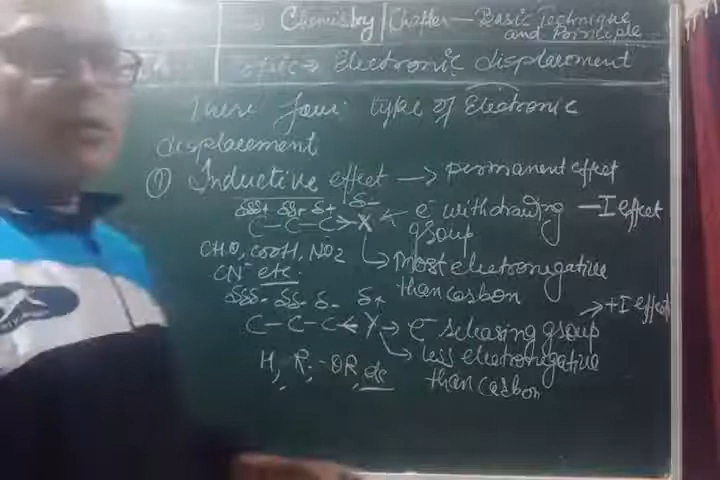 Chemistry | Chapter — Basic Technique and Principle
topic → Electronic displacement
There four type of Electronic
displacement
① Inductive effect → permanent effect
δδδ+ δδ+ δ+ δ-
C - C - C > X ← e⁻ withdrawing group -I effect
CHO, COOH, NO2
CN⁻ etc.
↳ Most electronegative
than carbon
δδδ- δδ- δ- δ+
C - C - C < Y → e⁻ releasing group → +I effect
↳ less electronegative
than carbon
H, R, -OR, etc